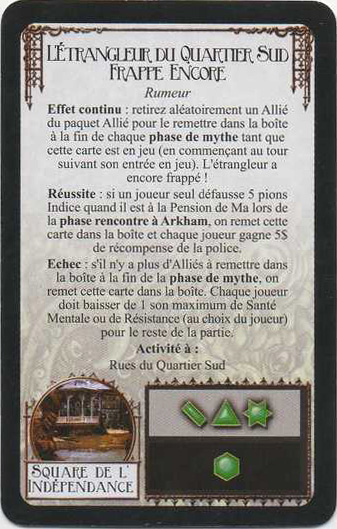 L'ÉTRANGLEUR DU QUARTIER SUD
FRAPPE ENCORE
Rumeur
Effet continu : retirez aléatoirement un Allié
du paquet Allié pour le remettre dans la boîte
à la fin de chaque phase de mythe tant que
cette carte est en jeu (en commençant au tour
suivant son entrée en jeu). L'étrangleur a
encore frappé !
Réussite : si un joueur seul défausse 5 pions
Indice quand il est à la Pension de Ma lors de
la phase rencontre à Arkham, on remet cette
carte dans la boîte et chaque joueur gagne 5$
de récompense de la police.
Echec : s'il n'y a plus d'Alliés à remettre dans
la boîte à la fin de la phase de mythe, on
remet cette carte dans la boîte. Chaque joueur
doit baisser de 1 son maximum de Santé
Mentale ou de Résistance (au choix du joueur)
pour le reste de la partie.
Activité à :
Rues du Quartier Sud
SQUARE DE L'
INDÉPENDANCE